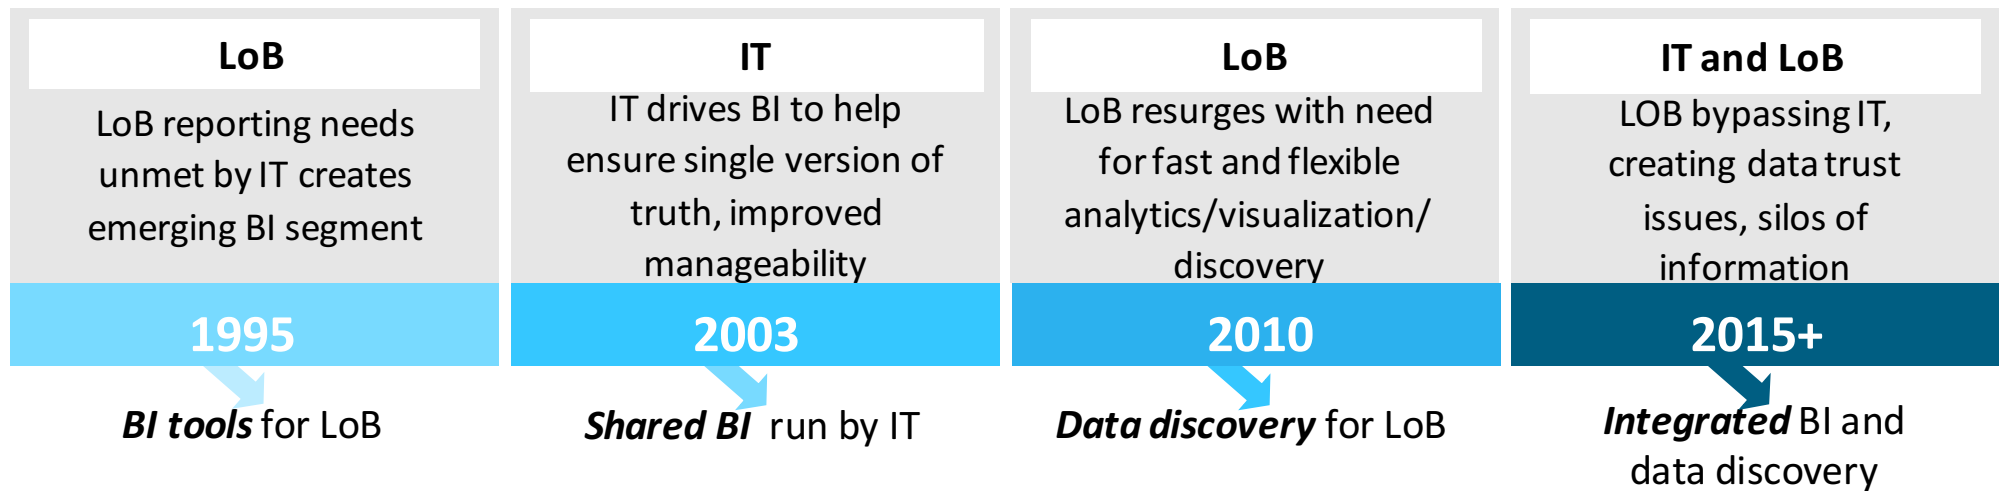 LoB
LoB reporting needs
unmet by IT creates
emerging BI segment
1995
BI tools for LoB
IT
IT drives BI to help
ensure single version of
truth, improved
manageability
2003
Shared BI run by IT
LoB
LoB resurges with need
for fast and flexible
analytics/visualization/
discovery
2010
Data discovery for LoB
IT and LoB
LOB bypassing IT,
creating data trust
issues, silos of
information
2015+
Integrated BI and
data discovery